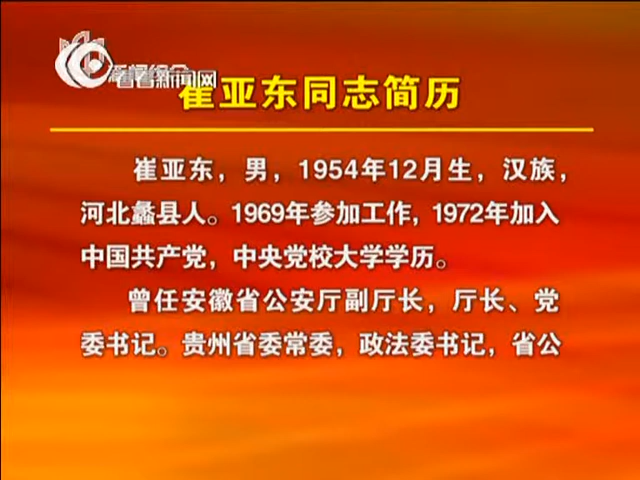 看看新闻网
崔亚东同志简历
崔亚东，男，1954年12月生，汉族，
河北蠡县人。1969年参加工作，1972年加入
中国共产党，中央党校大学学历。
曾任安徽省公安厅副厅长，厅长、党
委书记。贵州省委常委，政法委书记，省公